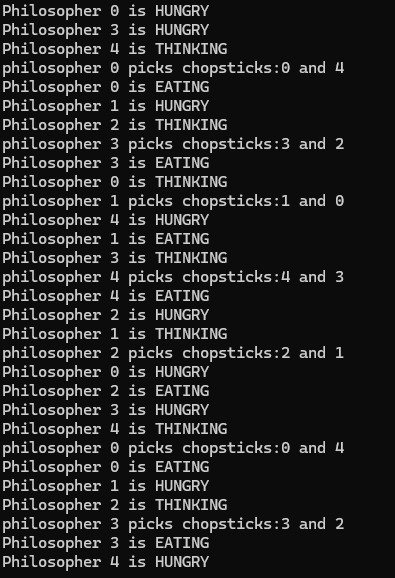 Philosopher 0 is HUNGRY
Philosopher 3 is HUNGRY
Philosopher 4 is THINKING
philosopher 0 picks chopsticks:0 and 4
Philosopher 0 is EATING
Philosopher 1 is HUNGRY
Philosopher 2 is THINKING
philosopher 3 picks chopsticks:3 and 2
Philosopher 3 is EATING
Philosopher 0 is THINKING
philosopher 1 picks chopsticks:1 and 0
Philosopher 4 is HUNGRY
Philosopher 1 is EATING
Philosopher 3 is THINKING
philosopher 4 picks chopsticks:4 and 3
Philosopher 4 is EATING
Philosopher 2 is HUNGRY
Philosopher 1 is THINKING
philosopher 2 picks chopsticks:2 and 1
Philosopher 0 is HUNGRY
Philosopher 2 is EATING
Philosopher 3 is HUNGRY
Philosopher 4 is THINKING
philosopher 0 picks chopsticks:0 and 4
Philosopher 0 is EATING
Philosopher 1 is HUNGRY
Philosopher 2 is THINKING
philosopher 3 picks chopsticks:3 and 2
Philosopher 3 is EATING
Philosopher 4 is HUNGRY